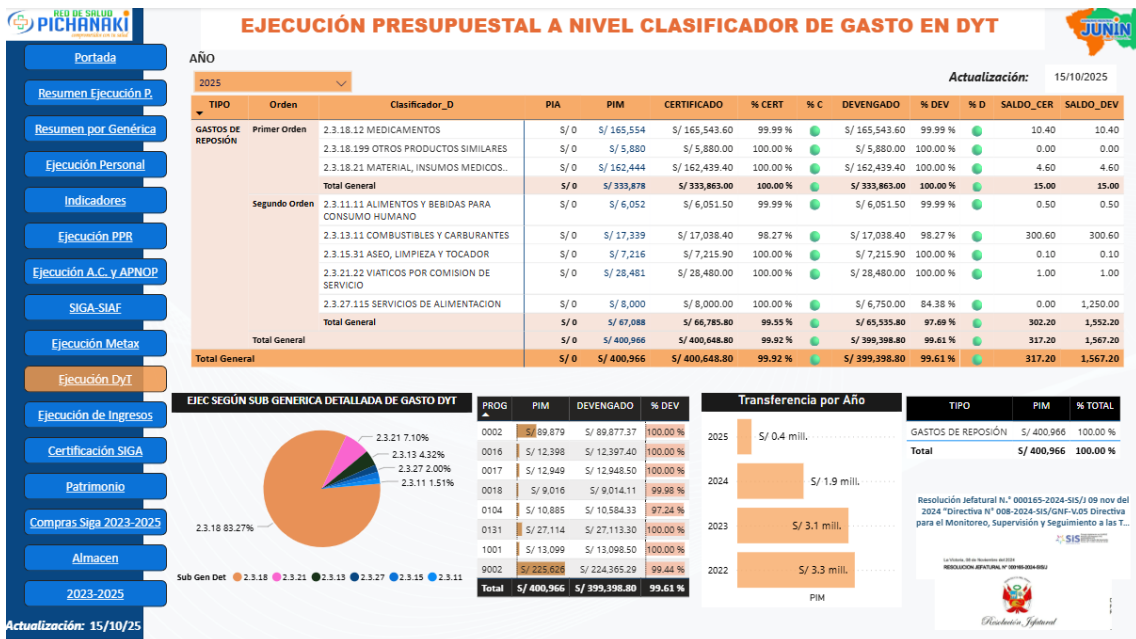 RED DE SALUD
PICHANAKI
EJECUCIÓN PRESUPUESTAL A NIVEL CLASIFICADOR DE GASTO EN DYT
JUNÍN
Portada
Resumen Ejecución P.
Resumen por Genérica
Ejecución Personal
Indicadores
Ejecución PPR
Ejecución A.C. y APNOP
SIGA-SIAF
Ejecución Metax
Ejecución DyT
Ejecución de Ingresos
Certificación SIGA
Patrimonio
Compras Siga 2023-2025
Almacen
2023-2025
Actualización: 15/10/25
AÑO
2025
Actualización: 15/10/2025
TIPO Orden Clasificador_D PIA PIM CERTIFICADO % CERT % C DEVENGADO % DEV % D SALDO_CER SALDO_DEV
GASTOS DE REPOSIÓN Primer Orden 2.3.18.12 MEDICAMENTOS S/ 0 S/ 165,554 S/ 165,543.60 99.99 % S/ 165,543.60 99.99 % 10.40 10.40
2.3.18.199 OTROS PRODUCTOS SIMILARES S/ 0 S/ 5,880 S/ 5,880.00 100.00 % S/ 5,880.00 100.00 % 0.00 0.00
2.3.18.21 MATERIAL, INSUMOS MEDICOS.. S/ 0 S/ 162,444 S/ 162,439.40 100.00 % S/ 162,439.40 100.00 % 4.60 4.60
Total General S/ 0 S/ 333,878 S/ 333,863.00 100.00 % S/ 333,863.00 100.00 % 15.00 15.00
Segundo Orden 2.3.11.11 ALIMENTOS Y BEBIDAS PARA CONSUMO HUMANO S/ 0 S/ 6,052 S/ 6,051.50 99.99 % S/ 6,051.50 99.99 % 0.50 0.50
2.3.13.11 COMBUSTIBLES Y CARBURANTES S/ 0 S/ 17,339 S/ 17,038.40 98.27 % S/ 17,038.40 98.27 % 300.60 300.60
2.3.15.31 ASEO, LIMPIEZA Y TOCADOR S/ 0 S/ 7,216 S/ 7,215.90 100.00 % S/ 7,215.90 100.00 % 0.10 0.10
2.3.21.22 VIATICOS POR COMISION DE SERVICIO S/ 0 S/ 28,481 S/ 28,480.00 100.00 % S/ 28,480.00 100.00 % 1.00 1.00
2.3.27.115 SERVICIOS DE ALIMENTACION S/ 0 S/ 8,000 S/ 8,000.00 100.00 % S/ 6,750.00 84.38 % 0.00 1,250.00
Total General S/ 0 S/ 67,088 S/ 66,785.80 99.55 % S/ 65,535.80 97.69 % 302.20 1,552.20
Total General S/ 0 S/ 400,966 S/ 400,648.80 99.92 % S/ 399,398.80 99.61 % 317.20 1,567.20
Total General S/ 0 S/ 400,966 S/ 400,648.80 99.92 % S/ 399,398.80 99.61 % 317.20 1,567.20
EJEC SEGÚN SUB GENERICA DETALLADA DE GASTO DYT
2.3.21 7.10%
2.3.13 4.32%
2.3.27 2.00%
2.3.11 1.51%
2.3.18 83.27%
Sub Gen Det 2.3.18 2.3.21 2.3.13 2.3.27 2.3.15 2.3.11
PROG PIM DEVENGADO % DEV
0002 S/ 89,879 S/ 89,877.37 100.00 %
0016 S/ 12,398 S/ 12,397.40 100.00 %
0017 S/ 12,949 S/ 12,948.50 100.00 %
0018 S/ 9,016 S/ 9,014.11 99.98 %
0104 S/ 10,885 S/ 10,584.33 97.24 %
0131 S/ 27,114 S/ 27,113.30 100.00 %
1001 S/ 13,099 S/ 13,098.50 100.00 %
9002 S/ 225,626 S/ 224,365.29 99.44 %
Total S/ 400,966 S/ 399,398.80 99.61 %
Transferencia por Año
2025 S/ 0.4 mill.
2024 S/ 1.9 mill.
2023 S/ 3.1 mill.
2022 S/ 3.3 mill.
PIM
TIPO PIM % TOTAL
GASTOS DE REPOSIÓN S/ 400,966 100.00 %
Total S/ 400,966 100.00 %
Resolución Jefatural N.° 000165-2024-SIS/J 09 nov del
2024 "Directiva N° 008-2024-SIS/GNF-V.05 Directiva
para el Monitoreo, Supervisión y Seguimiento a las T...
SIS
La Victoria, 09 de Noviembre del 2024
RESOLUCION JEFATURAL N° 000165-2024-SIS/J
Resolución Jefatural